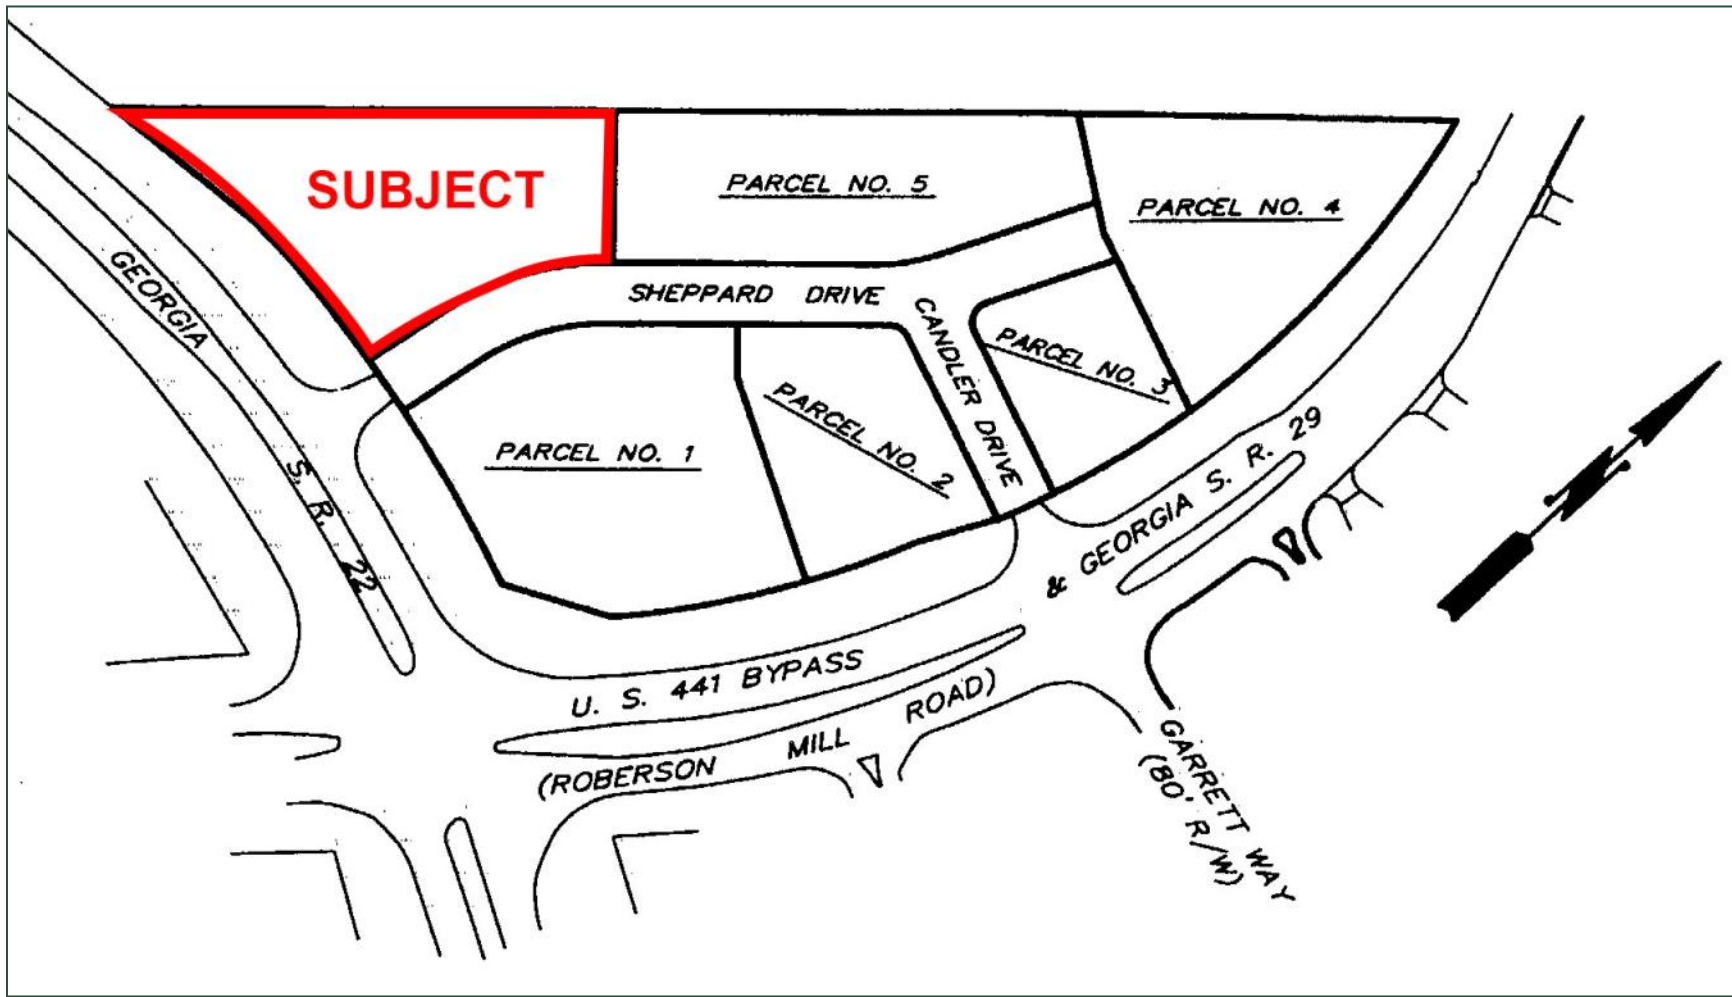 SUBJECT
PARCEL NO. 5
PARCEL NO. 4
GEORGIA S. R. 22
SHEPPARD DRIVE
CANDLER DRIVE
PARCEL NO. 3
PARCEL NO. 2
PARCEL NO. 1
U. S. 441 BYPASS & GEORGIA S. R. 29
(ROBERSON MILL ROAD)
GARRETT WAY
(80' R/W)
N